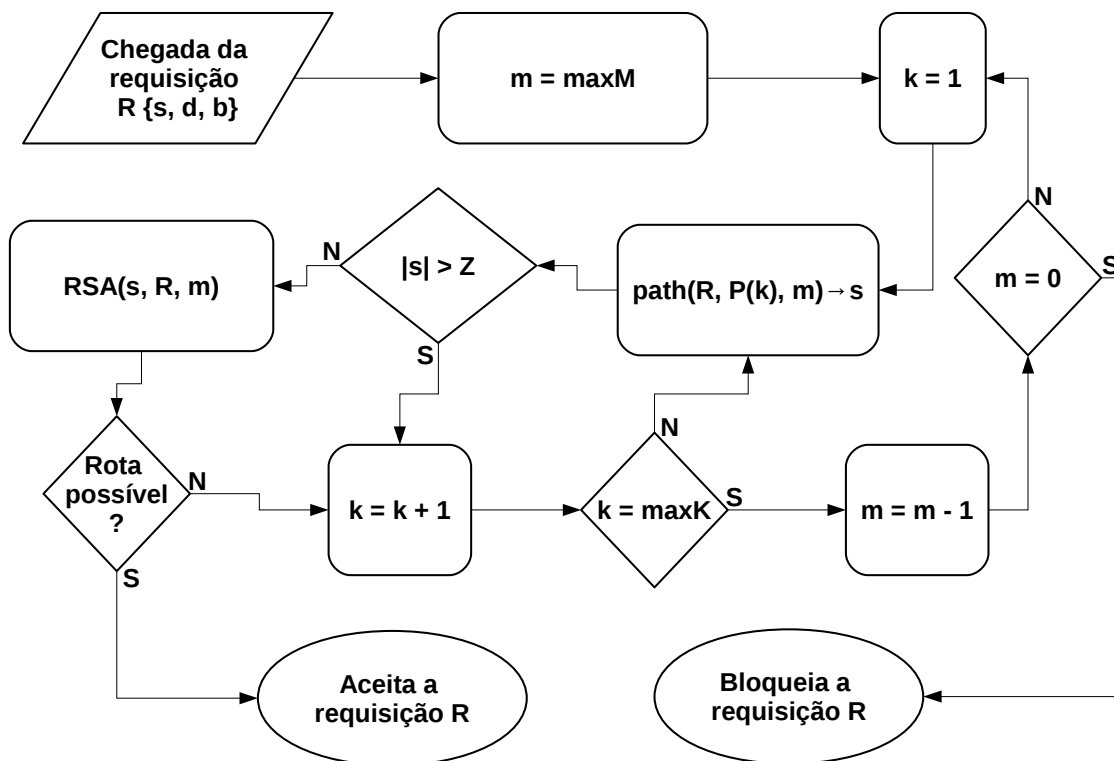 Chegada da
requisição
R {s, d, b}
m = maxM
k = 1
N
m = 0
S
path(R, P(k), m)→s
|s| > Z
N
S
RSA(s, R, m)
Rota
possível
?
N
S
k = k + 1
k = maxK
N
S
m = m - 1
Aceita a
requisição R
Bloqueia a
requisição R